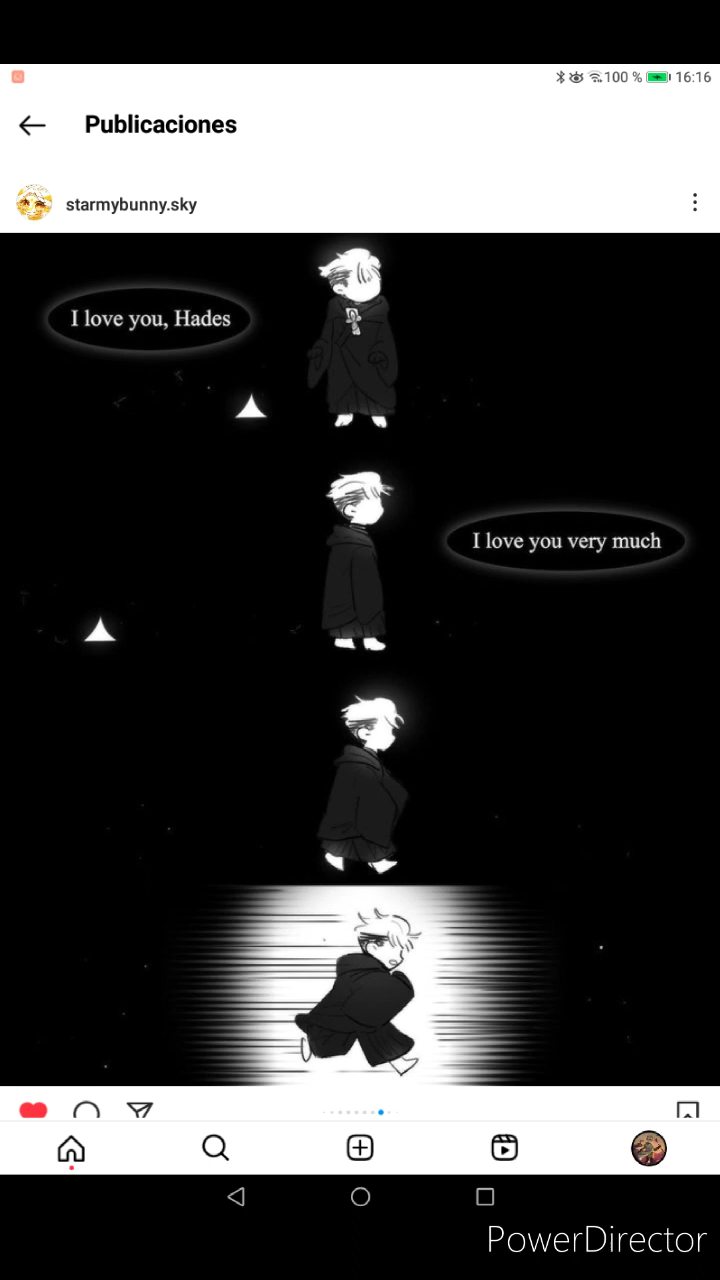 100 % 16:16
Publicaciones
starmybunny.sky
I love you, Hades
I love you very much
PowerDirector